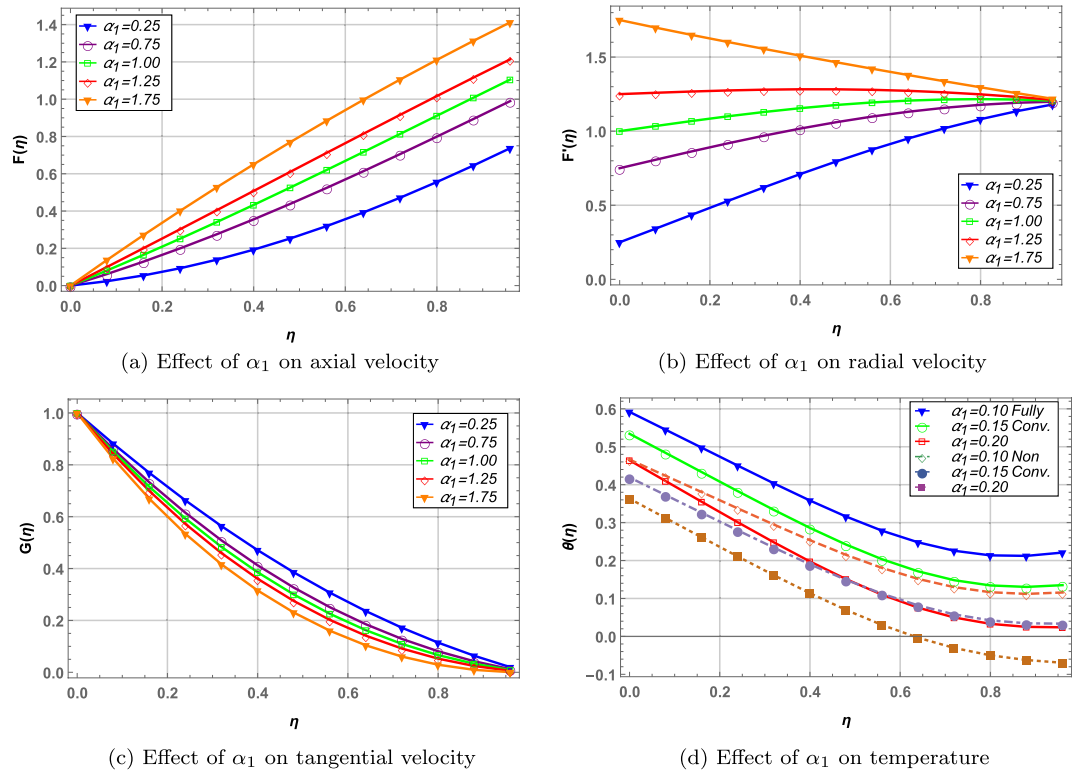 α₁=0.25
α₁=0.75
α₁=1.00
α₁=1.25
α₁=1.75
F(η)
1.4
1.2
1.0
0.8
0.6
0.4
0.2
0.0
0.0 0.2 0.4 0.6 0.8
η
(a) Effect of α₁ on axial velocity
F'(η)
1.5
1.0
0.5
0.0
α₁=0.25
α₁=0.75
α₁=1.00
α₁=1.25
α₁=1.75
0.0 0.2 0.4 0.6 0.8
η
(b) Effect of α₁ on radial velocity
α₁=0.25
α₁=0.75
α₁=1.00
α₁=1.25
α₁=1.75
G(η)
1.0
0.8
0.6
0.4
0.2
0.0
0.0 0.2 0.4 0.6 0.8
η
(c) Effect of α₁ on tangential velocity
α₁=0.10 Fully
α₁=0.15 Conv.
α₁=0.20
α₁=0.10 Non
α₁=0.15 Conv.
α₁=0.20
θ(η)
0.6
0.5
0.4
0.3
0.2
0.1
0.0
−0.1
0.0 0.2 0.4 0.6 0.8
η
(d) Effect of α₁ on temperature